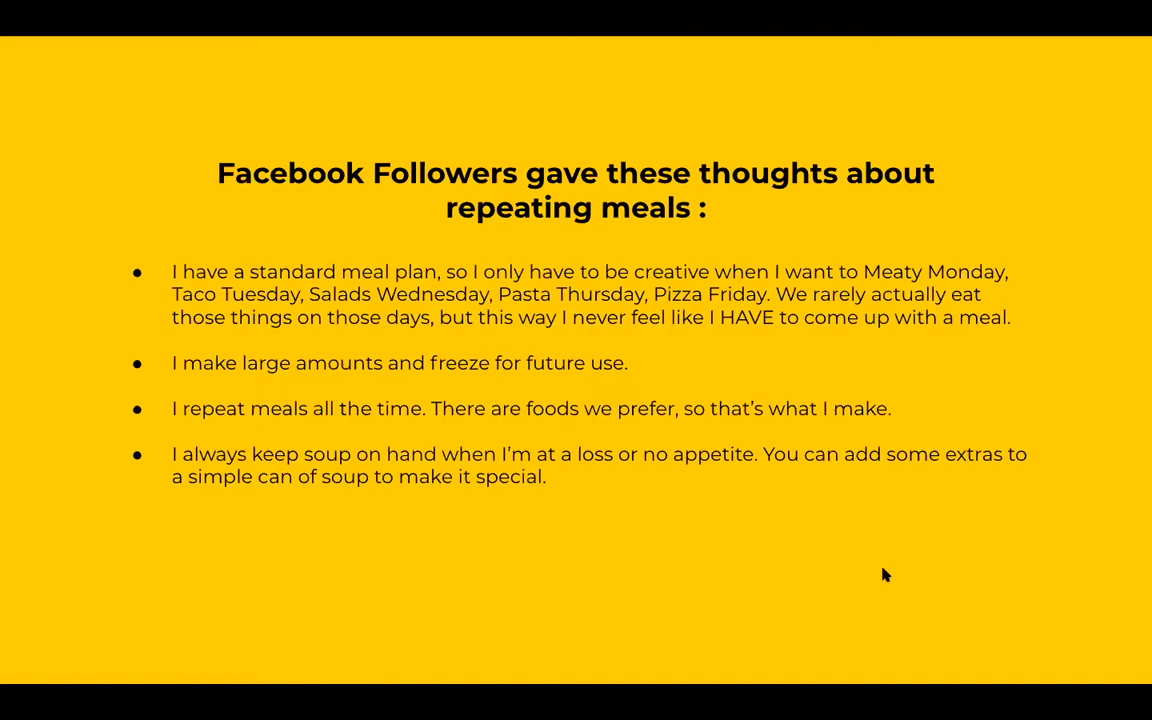 Facebook Followers gave these thoughts about
repeating meals :
● I have a standard meal plan, so I only have to be creative when I want to Meaty Monday,
Taco Tuesday, Salads Wednesday, Pasta Thursday, Pizza Friday. We rarely actually eat
those things on those days, but this way I never feel like I HAVE to come up with a meal.
● I make large amounts and freeze for future use.
● I repeat meals all the time. There are foods we prefer, so that’s what I make.
● I always keep soup on hand when I’m at a loss or no appetite. You can add some extras to
a simple can of soup to make it special.